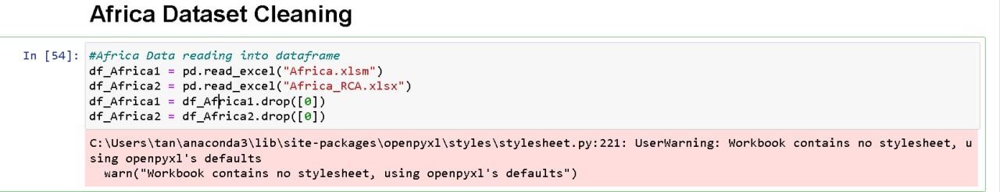 Africa Dataset Cleaning
In [54]: #Africa Data reading into dataframe
df_Africa1 = pd.read_excel("Africa.xlsm")
df_Africa2 = pd.read_excel("Africa_RCA.xlsx")
df_Africa1 = df_Africa1.drop([0])
df_Africa2 = df_Africa2.drop([0])
C:\Users\tan\anaconda3\lib\site-packages\openpyxl\styles\stylesheet.py:221: UserWarning: Workbook contains no stylesheet, u
sing openpyxl's defaults
  warn("Workbook contains no stylesheet, using openpyxl's defaults")